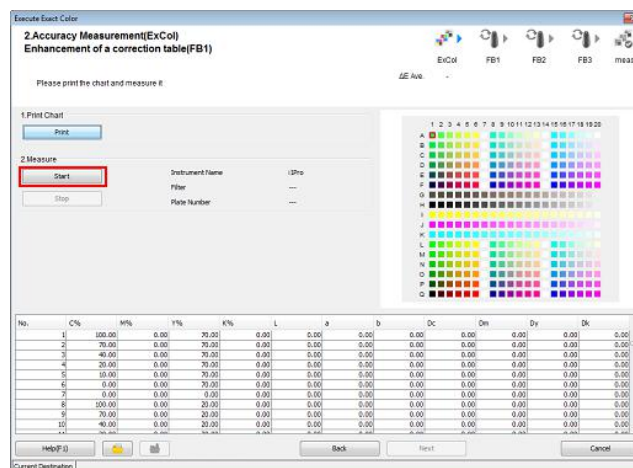 Execute Exact Color
2.Accuracy Measurement(ExCol)
Enhancement of a correction table(FB1)
ExCol FB1 FB2 FB3 meas
ΔE Ave. -
Please print the chart and measure it
1.Print Chart
Print
2.Measure
Start
Stop
Instrument Name i1Pro
Filter ---
Plate Number ---
1 2 3 4 5 6 7 8 9 10 11 12 13 14 15 16 17 18 19 20
A
B
C
D
E
F
G
H
I
J
K
L
M
N
O
P
Q
No. C% M% Y% K% L a b Dc Dm Dy Dk
1 100.00 0.00 70.00 0.00 0.00 0.00 0.00 0.00 0.00 0.00 0.00
2 70.00 0.00 70.00 0.00 0.00 0.00 0.00 0.00 0.00 0.00 0.00
3 40.00 0.00 70.00 0.00 0.00 0.00 0.00 0.00 0.00 0.00 0.00
4 20.00 0.00 70.00 0.00 0.00 0.00 0.00 0.00 0.00 0.00 0.00
5 10.00 0.00 70.00 0.00 0.00 0.00 0.00 0.00 0.00 0.00 0.00
6 0.00 0.00 70.00 0.00 0.00 0.00 0.00 0.00 0.00 0.00 0.00
7 0.00 0.00 0.00 0.00 0.00 0.00 0.00 0.00 0.00 0.00 0.00
8 100.00 0.00 20.00 0.00 0.00 0.00 0.00 0.00 0.00 0.00 0.00
9 70.00 0.00 20.00 0.00 0.00 0.00 0.00 0.00 0.00 0.00 0.00
10 40.00 0.00 20.00 0.00 0.00 0.00 0.00 0.00 0.00 0.00 0.00
Help(F1) Back Next Cancel
Current Destination